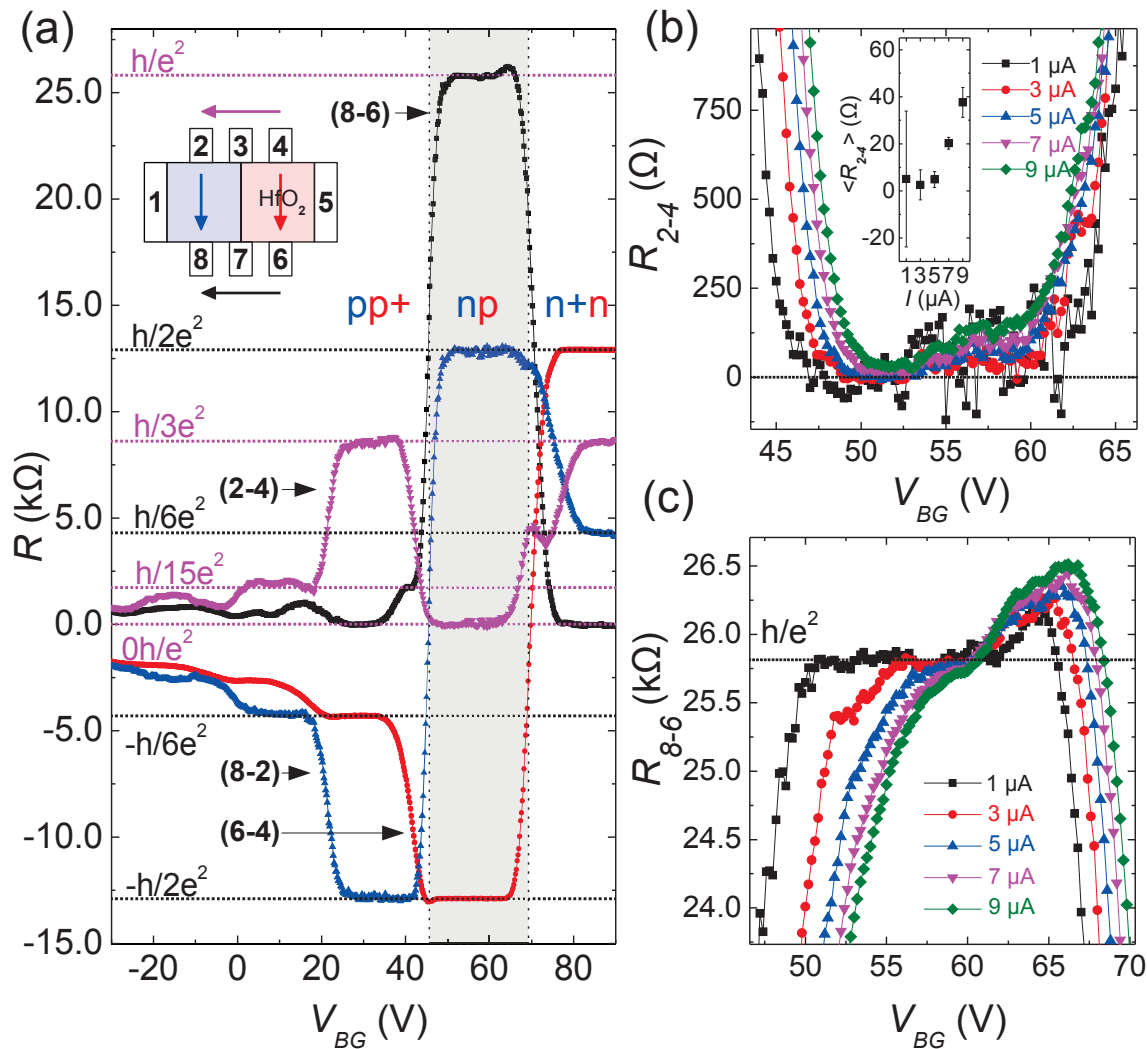 (a)
h/e²
25.0
(8-6)
2 3 4
1 HfO₂ 5
8 7 6
20.0
15.0
pp+ np n+n
h/2e²
10.0
h/3e²
(2-4)
5.0
h/6e²
h/15e²
0.0
0h/e²
-h/6e²
-5.0
(8-2)
(6-4)
-10.0
-h/2e²
-15.0
R (kΩ)
-20 0 20 40 60 80
V_BG (V)
(b)
1 μA
3 μA
5 μA
7 μA
9 μA
60
40
20
0
-20
<R₂₋₄> (Ω)
13579
I (μA)
750
500
250
0
R₂₋₄ (Ω)
45 50 55 60 65
V_BG (V)
(c)
26.5
h/e²
26.0
25.5
25.0
24.5
24.0
R₈₋₆ (kΩ)
1 μA
3 μA
5 μA
7 μA
9 μA
50 55 60 65 70
V_BG (V)